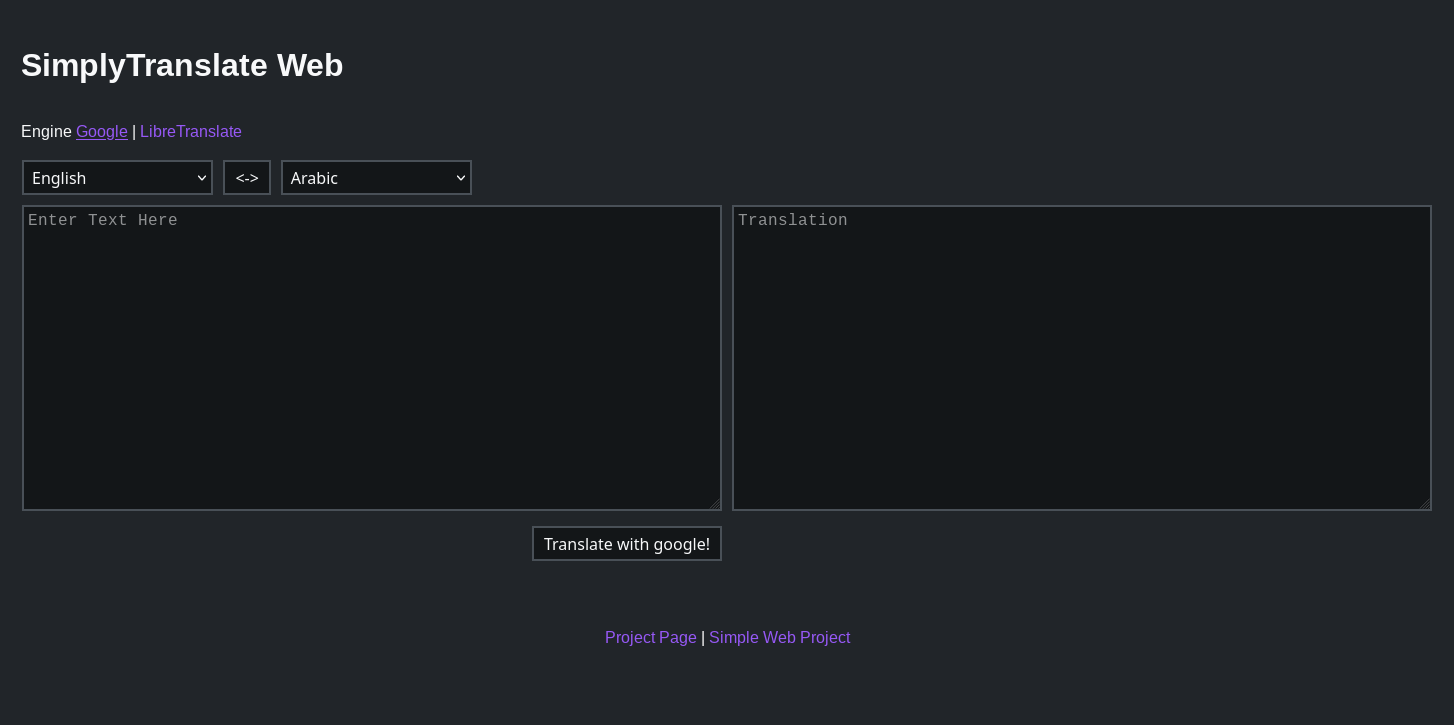 SimplyTranslate Web
Engine Google | LibreTranslate
English <-> Arabic
Enter Text Here
Translation
Translate with google!
Project Page | Simple Web Project